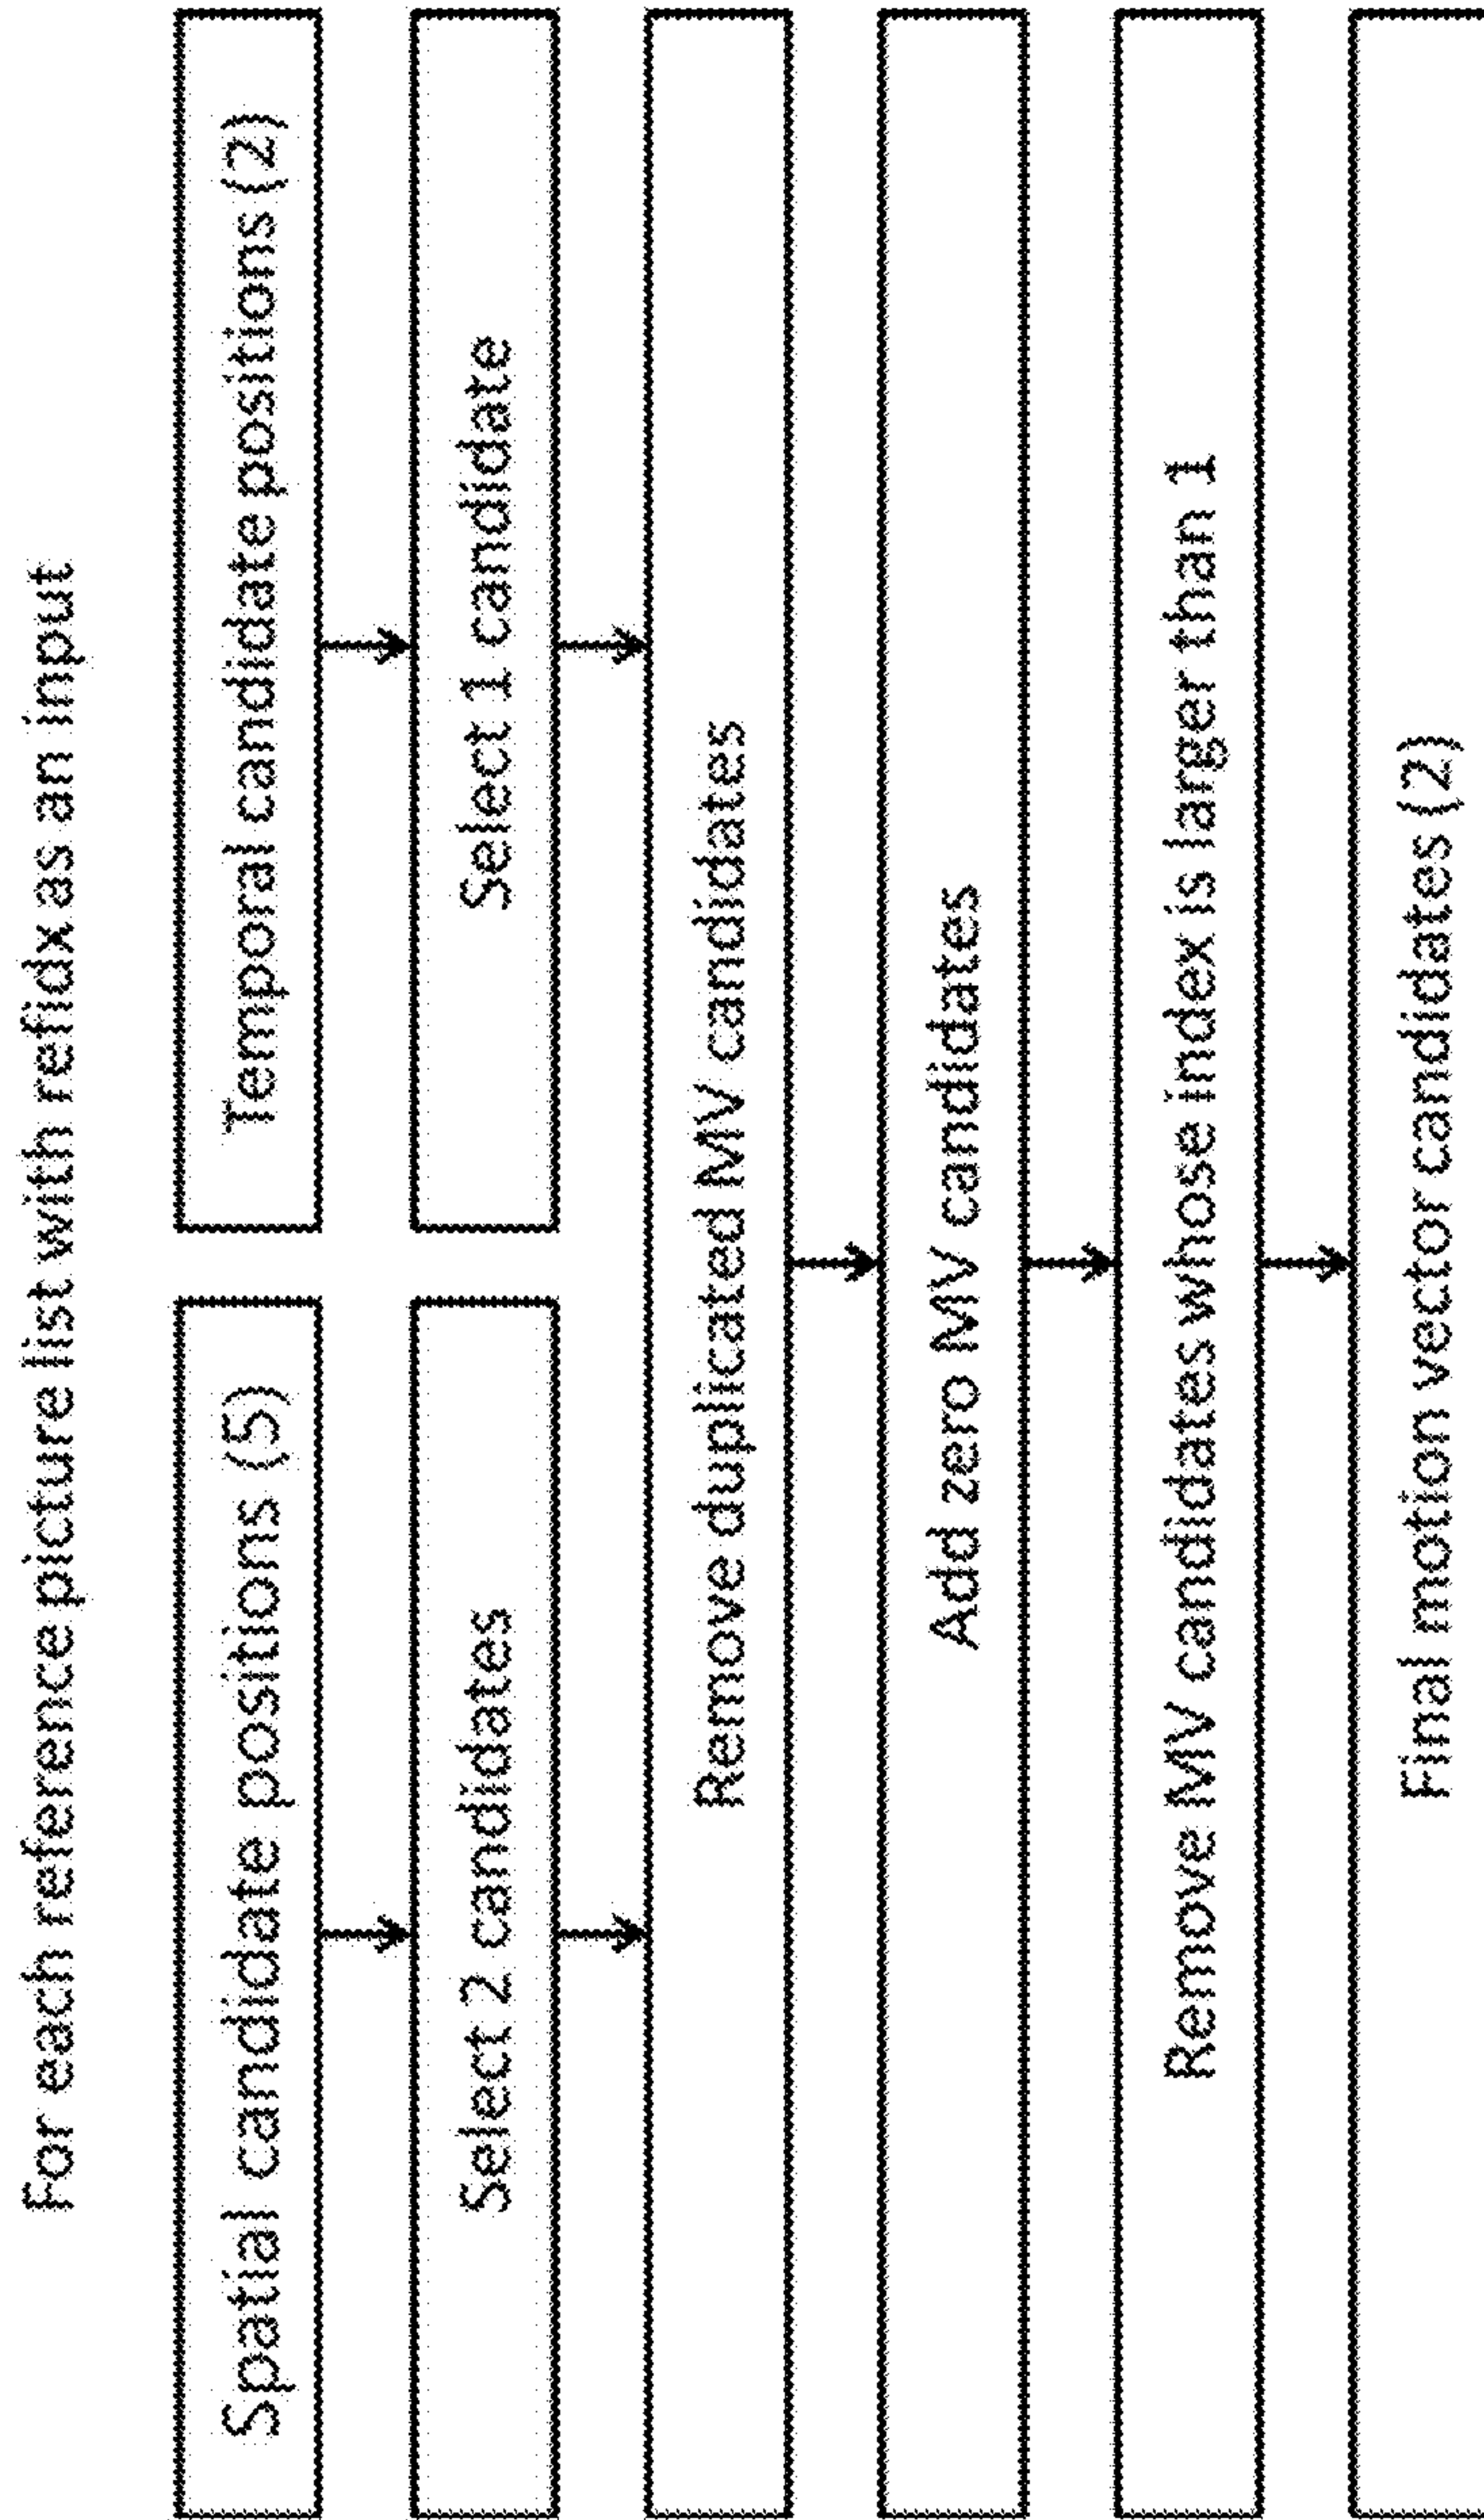 For each reference picture list with refidx as an input
Spatial candidate positions (5)
Temporal candidate positions (2)
Select 2 candidates
Select 1 candidate
Remove duplicated MV candidates
Add zero MV candidates
Remove MV candidates whose index is larger than 1
Final motion vector candidates (2)